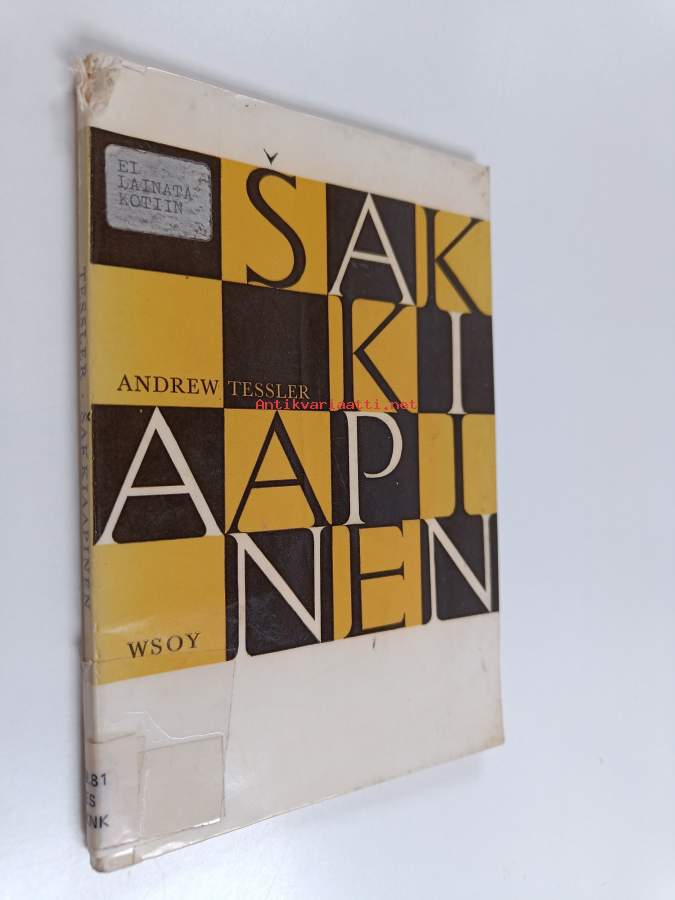 EI
LAINATA
KOTIIN
ŠAK
KI
ANDREW TESSLER
AAPI
NEN
WSOY
TESSLER · ŠAKKIAAPINEN
Antikvariaatti.net